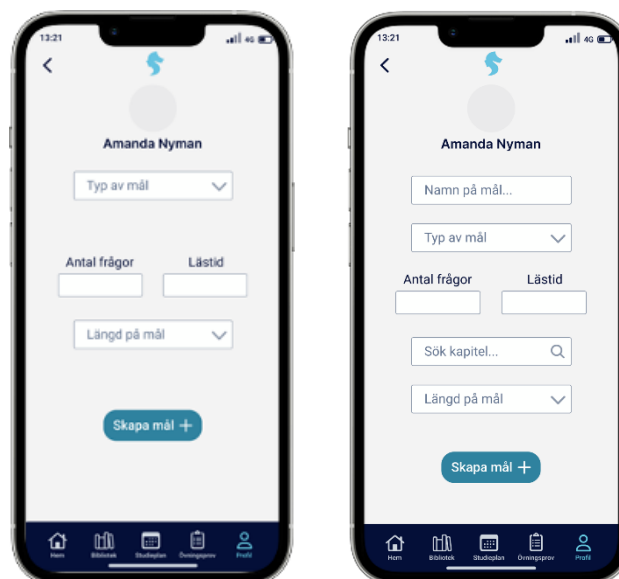 13:21
4G
Amanda Nyman
Typ av mål
Antal frågor Lästid
Längd på mål
Skapa mål +
Hem Bibliotek Studieplan Övningsprov Profil
13:21
4G
Amanda Nyman
Namn på mål...
Typ av mål
Antal frågor Lästid
Sök kapitel...
Längd på mål
Skapa mål +
Hem Bibliotek Studieplan Övningsprov Profil